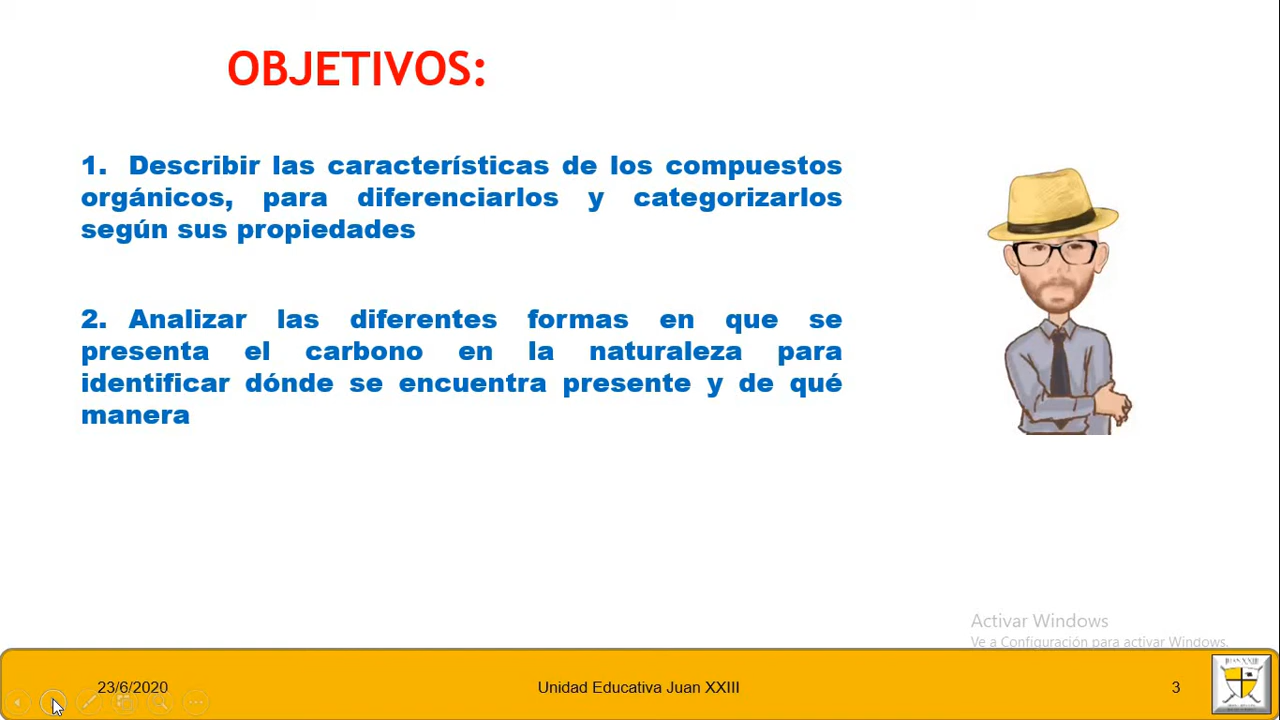 OBJETIVOS:
1. Describir las características de los compuestos
orgánicos, para diferenciarlos y categorizarlos
según sus propiedades
2. Analizar las diferentes formas en que se
presenta el carbono en la naturaleza para
identificar dónde se encuentra presente y de qué
manera
Activar Windows
Ve a Configuración para activar Windows.
23/6/2020
Unidad Educativa Juan XXIII
3
JUAN XXIII